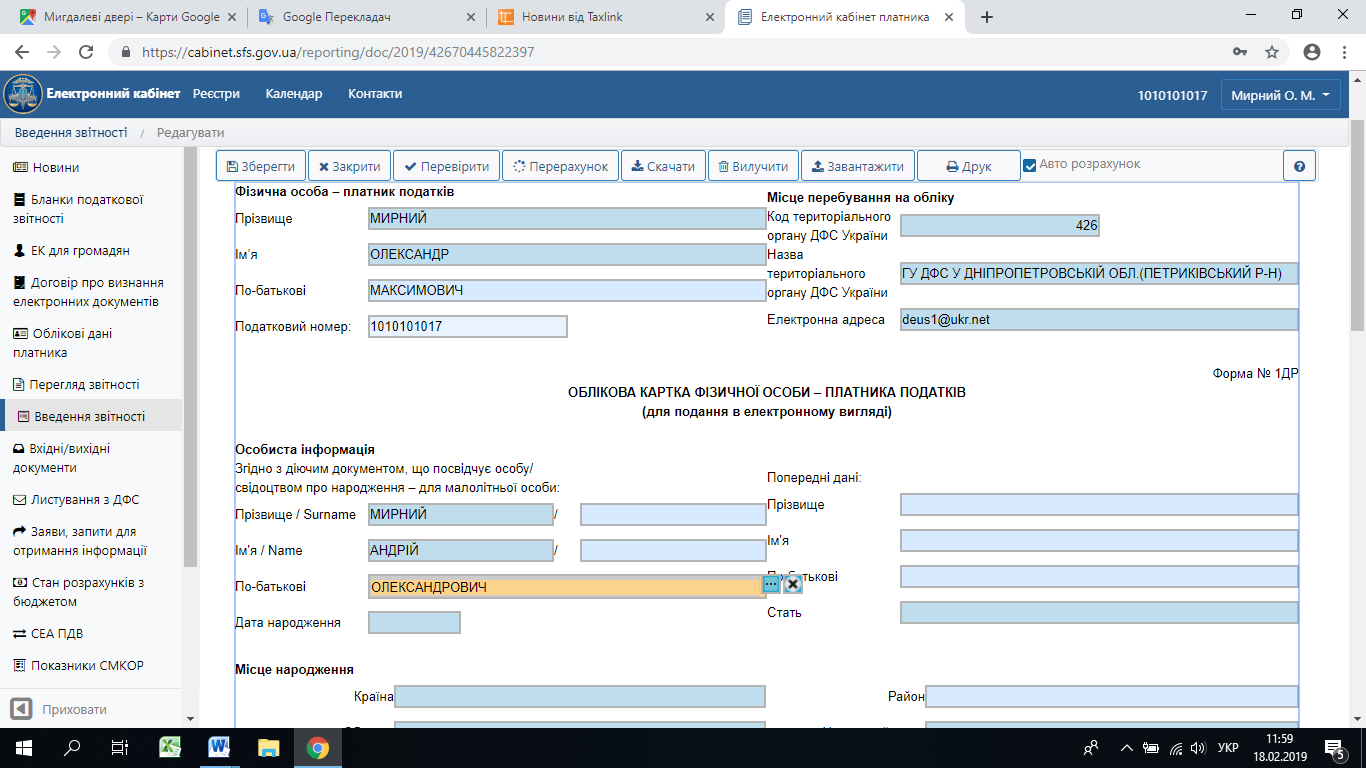 Мигдалеві двері – Карти Google
Google Перекладач
Новини від Taxlink
Електронний кабінет платника
https://cabinet.sfs.gov.ua/reporting/doc/2019/42670445822397
Електронний кабінет
Реєстри
Календар
Контакти
1010101017
Мирний О. М.
Введення звітності / Редагувати
Новини
Бланки податкової
звітності
ЕК для громадян
Договір про визнання
електронних документів
Облікові дані
платника
Перегляд звітності
Введення звітності
Вхідні/вихідні
документи
Листування з ДФС
Заяви, запити для
отримання інформації
Стан розрахунків з
бюджетом
СЕА ПДВ
Показники СМКОР
Приховати
Зберегти
Закрити
Перевірити
Перерахунок
Скачати
Вилучити
Завантажити
Друк
Авто розрахунок
?
Фізична особа – платник податків
Прізвище МИРНИЙ
Ім'я ОЛЕКСАНДР
По-батькові МАКСИМОВИЧ
Податковий номер: 1010101017
Місце перебування на обліку
Код територіального
органу ДФС України
426
Назва
територіального
органу ДФС України
ГУ ДФС У ДНІПРОПЕТРОВСЬКІЙ ОБЛ.(ПЕТРИКІВСЬКИЙ Р-Н)
Електронна адреса deus1@ukr.net
Форма № 1ДР
ОБЛІКОВА КАРТКА ФІЗИЧНОЇ ОСОБИ – ПЛАТНИКА ПОДАТКІВ
(для подання в електронному вигляді)
Особиста інформація
Згідно з діючим документом, що посвідчує особу/
свідоцтвом про народження – для малолітньої особи:
Прізвище / Surname МИРНИЙ /
Ім'я / Name АНДРІЙ /
По-батькові ОЛЕКСАНДРОВИЧ
Дата народження
Попередні дані:
Прізвище
Ім'я
По-батькові
Стать
Місце народження
Країна
Район
УКР
11:59
18.02.2019
5